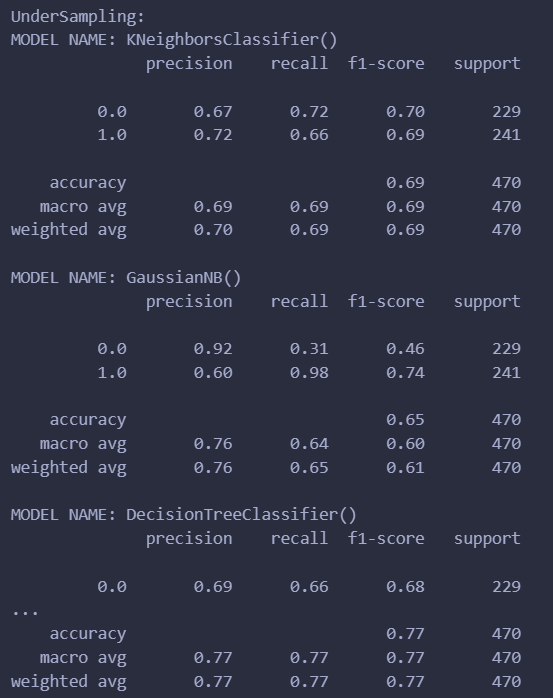 UnderSampling:
MODEL NAME: KNeighborsClassifier()
              precision    recall  f1-score   support

         0.0       0.67      0.72      0.70       229
         1.0       0.72      0.66      0.69       241

    accuracy                           0.69       470
   macro avg       0.69      0.69      0.69       470
weighted avg       0.70      0.69      0.69       470

MODEL NAME: GaussianNB()
              precision    recall  f1-score   support

         0.0       0.92      0.31      0.46       229
         1.0       0.60      0.98      0.74       241

    accuracy                           0.65       470
   macro avg       0.76      0.64      0.60       470
weighted avg       0.76      0.65      0.61       470

MODEL NAME: DecisionTreeClassifier()
              precision    recall  f1-score   support

         0.0       0.69      0.66      0.68       229
...
    accuracy                           0.77       470
   macro avg       0.77      0.77      0.77       470
weighted avg       0.77      0.77      0.77       470